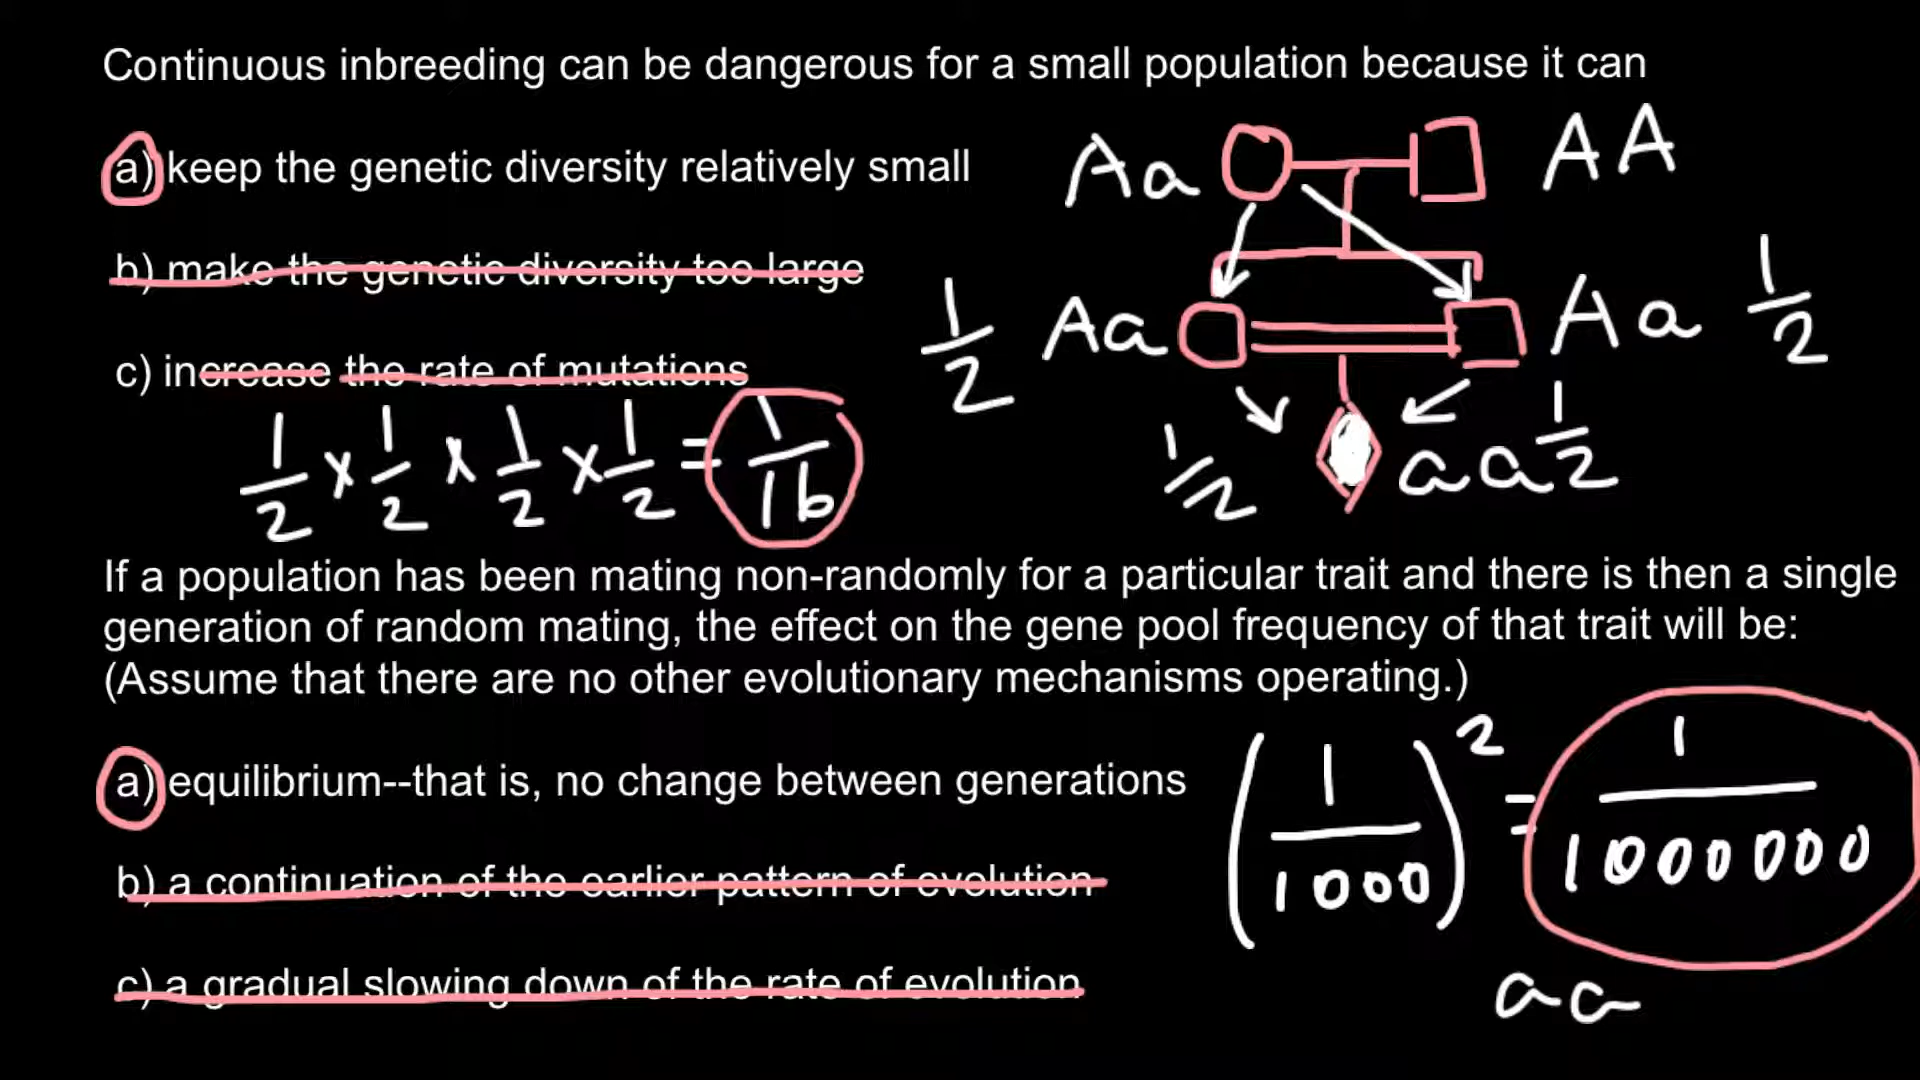 Continuous inbreeding can be dangerous for a small population because it can
a) keep the genetic diversity relatively small
Aa AA
b) make the genetic diversity too large
1/2 Aa Aa 1/2
c) increase the rate of mutations
1/2 x 1/2 x 1/2 x 1/2 = 1/16
1/2 aa 1/2
If a population has been mating non-randomly for a particular trait and there is then a single
generation of random mating, the effect on the gene pool frequency of that trait will be:
(Assume that there are no other evolutionary mechanisms operating.)
a) equilibrium--that is, no change between generations
(1/1000)² = 1/1000000
b) a continuation of the earlier pattern of evolution
c) a gradual slowing down of the rate of evolution
aa